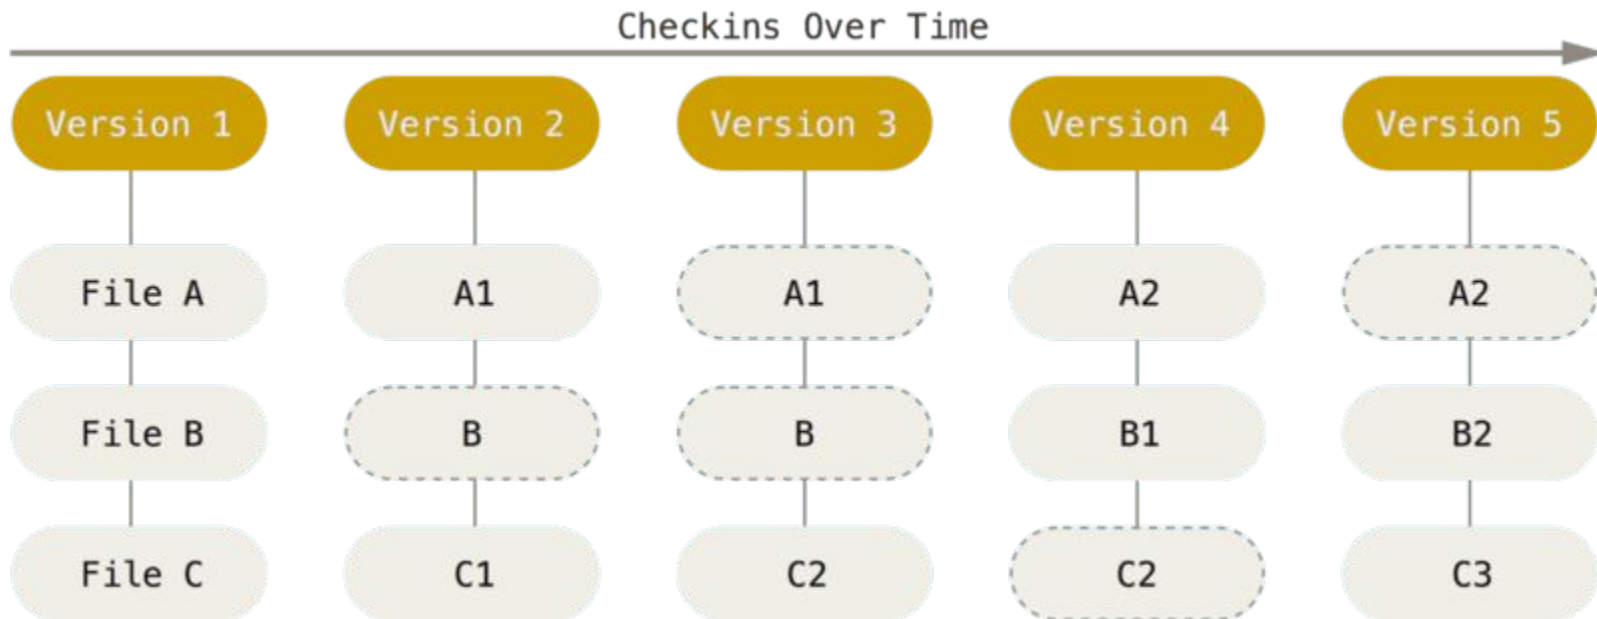 Checkins Over Time
Version 1 Version 2 Version 3 Version 4 Version 5
File A A1 A1 A2 A2
File B B B B1 B2
File C C1 C2 C2 C3